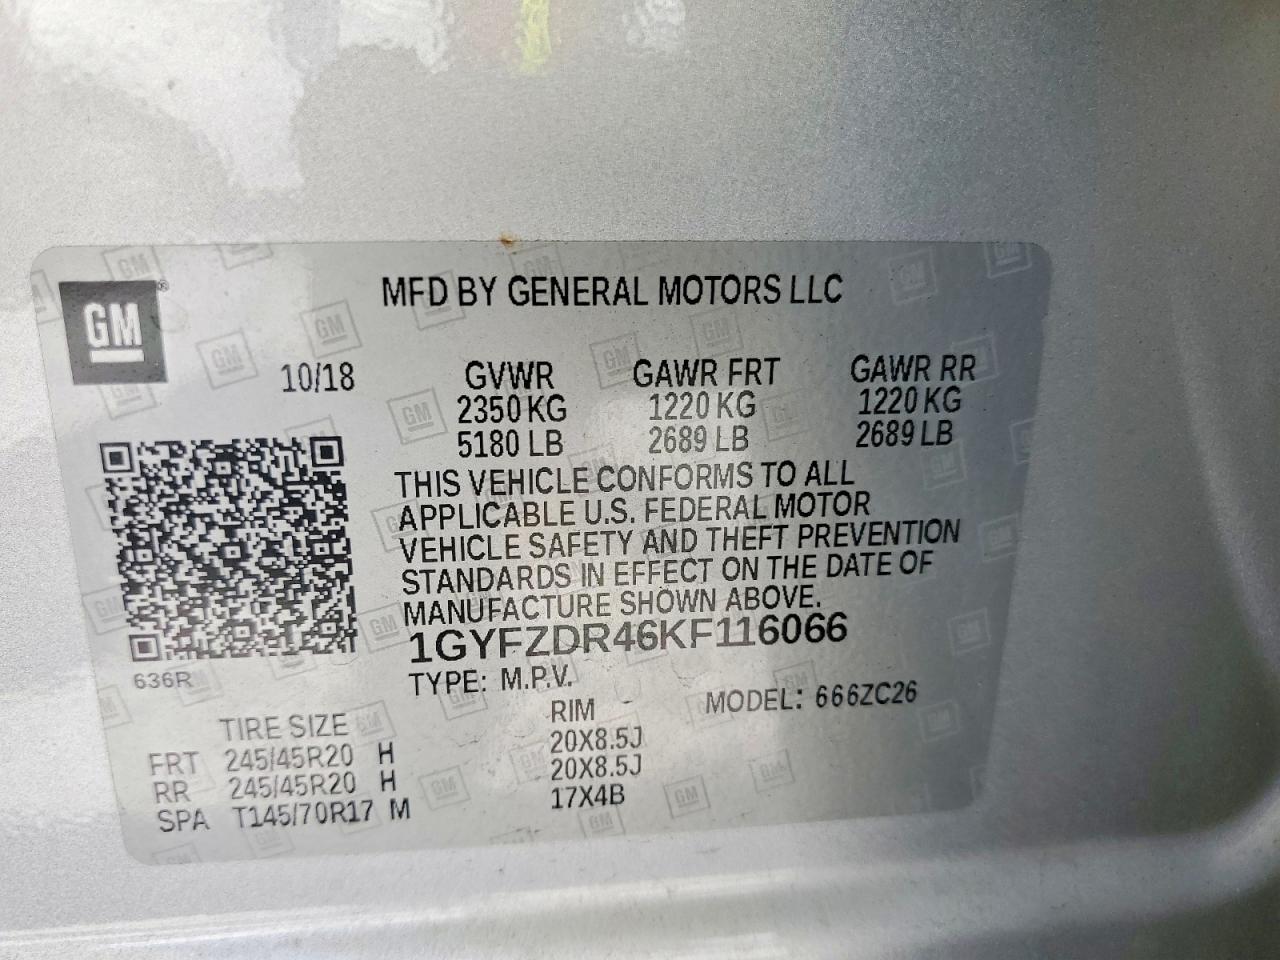 GM
MFD BY GENERAL MOTORS LLC
10/18 GVWR GAWR FRT GAWR RR
2350 KG 1220 KG 1220 KG
5180 LB 2689 LB 2689 LB
THIS VEHICLE CONFORMS TO ALL
APPLICABLE U.S. FEDERAL MOTOR
VEHICLE SAFETY AND THEFT PREVENTION
STANDARDS IN EFFECT ON THE DATE OF
MANUFACTURE SHOWN ABOVE.
1GYFZDR46KF116066
636R
TYPE: M.P.V. MODEL: 666ZC26
TIRE SIZE RIM
FRT 245/45R20 H 20X8.5J
RR 245/45R20 H 20X8.5J
SPA T145/70R17 M 17X4B